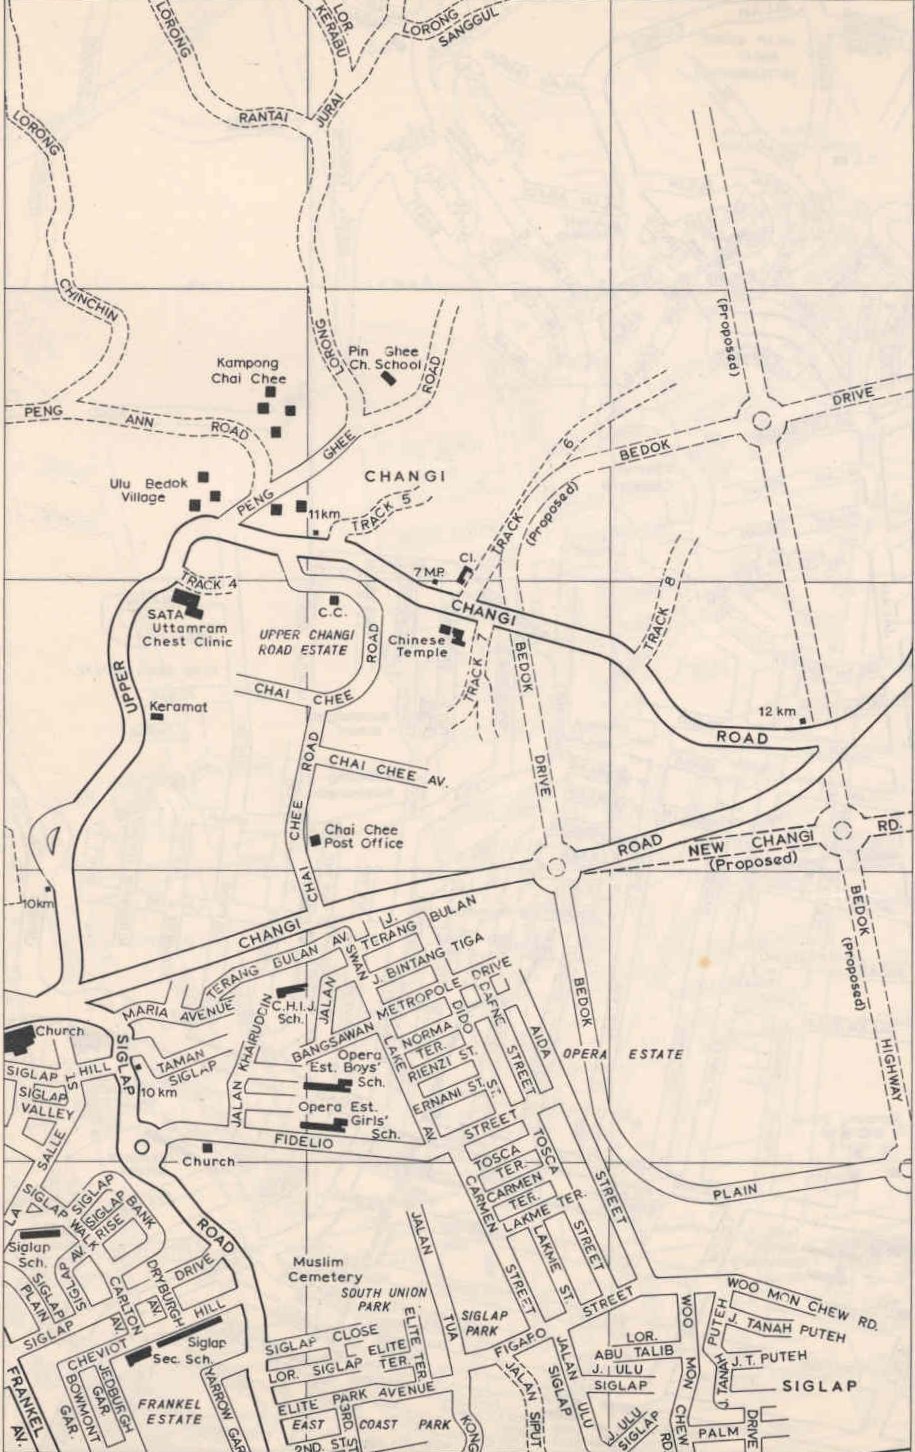 LORONG
RANTAI
LOR
KERABU
JURAI
LORONG
SANGGUL
LORONG
CHINCHIN
(Proposed)
LORONG
Pin Ghee
Ch. School
ROAD
Kampong
Chai Chee
PENG
ANN
ROAD
GHEE
PENG
CHANGI
DRIVE
BEDOK
(Proposed)
Ulu Bedok
Village
11km
TRACK 5
TRACK 6
7 M.P.
C.I.
TRACK 4
SATA
Uttamram
Chest Clinic
C.C.
UPPER CHANGI
ROAD ESTATE
ROAD
CHANGI
Chinese
Temple
TRACK 7
TRACK 8
BEDOK
DRIVE
UPPER
Keramat
CHAI CHEE
ROAD
CHAI CHEE AV.
12 km
ROAD
CHEE
CHAI
Chai Chee
Post Office
ROAD
NEW CHANGI
RD.
(Proposed)
10km
CHANGI
BEDOK
(Proposed)
HIGHWAY
J.
TERANG
BULAN
TERANG BULAN AV.
SWAN
J. BINTANG TIGA
MARIA AVENUE
C.H.I.J.
Sch.
JALAN
BANGSAWAN
METROPOLE DRIVE
CAFNE
STREET
DIDO
ST.
AIDA
STREET
BEDOK
OPERA ESTATE
Church
SIGLAP
TAMAN
SIGLAP
JALAN KHAIRUDDIN
Opera
Est. Boys'
Sch.
LAKE
AV.
NORMA
TER.
RIENZI ST.
ERNANI ST.
SIGLAP HILL
SIGLAP
VALLEY
10 km
Opera Est.
Girls'
Sch.
FIDELIO
STREET
LA
SALLE
ST.
Church
TOSCA
TER.
CARMEN
TER.
LAKME TER.
TOSCA
STREET
CARMEN
STREET
LAKME ST.
PLAIN
SIGLAP
WALK
SIGLAP
SIGLAP
RISE
BANK
ROAD
Siglap
Sch.
SIGLAP AV.
SIGLAP
PLAIN
CARLTON
AV.
DRYBURGH
AV.
DRIVE
SIGLAP
HILL
Muslim
Cemetery
SOUTH UNION
PARK
JALAN
TUA
SIGLAP
PARK
FIGARO
STREET
WOO MON CHEW RD.
J. TANAH PUTEH
J. T. PUTEH
J. TANAH PUTEH
SIGLAP
Siglap
Sec. Sch.
CHEVIOT
SIGLAP CLOSE
LOR. SIGLAP
ELITE
TER.
ELITE TER
ELITE PARK AVENUE
LOR.
ABU TALIB
J. ULU
SIGLAP
JALAN
ULU
SIGLAP
WOO
MON
CHEW
RD
FRANKEL
AV.
BOWMONT
GAR.
JEDBURGH
GAR.
FRANKEL
ESTATE
YARROW GAR
EAST COAST PARK
3RD ST
2ND. ST.
KONG
JALAN SIPUT
J. ULU
SIGLAP
PALM
DRIVE